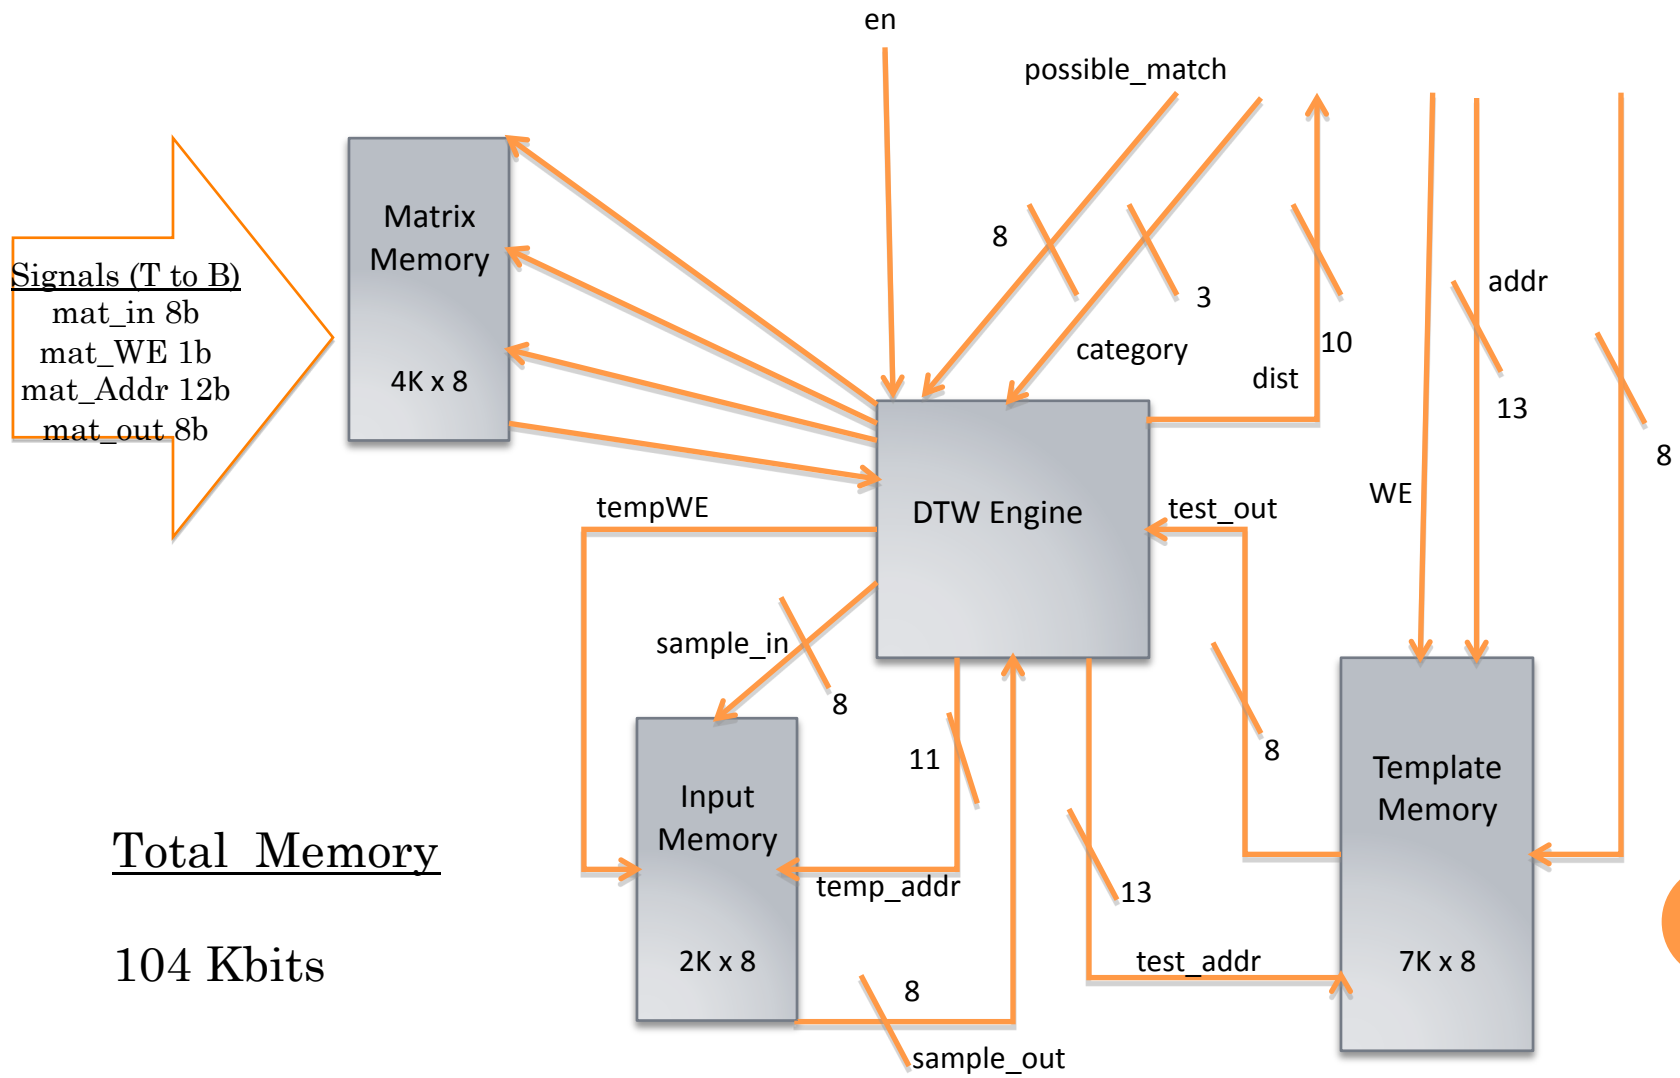 en
possible_match
Matrix
Memory
4K x 8
Signals (T to B)
mat_in 8b
mat_WE 1b
mat_Addr 12b
mat_out 8b
8
3
category
10
dist
addr
13
8
WE
tempWE
DTW Engine
test_out
sample_in
8
11
8
Input
Memory
2K x 8
temp_addr
13
test_addr
Template
Memory
7K x 8
8
sample_out
Total Memory
104 Kbits